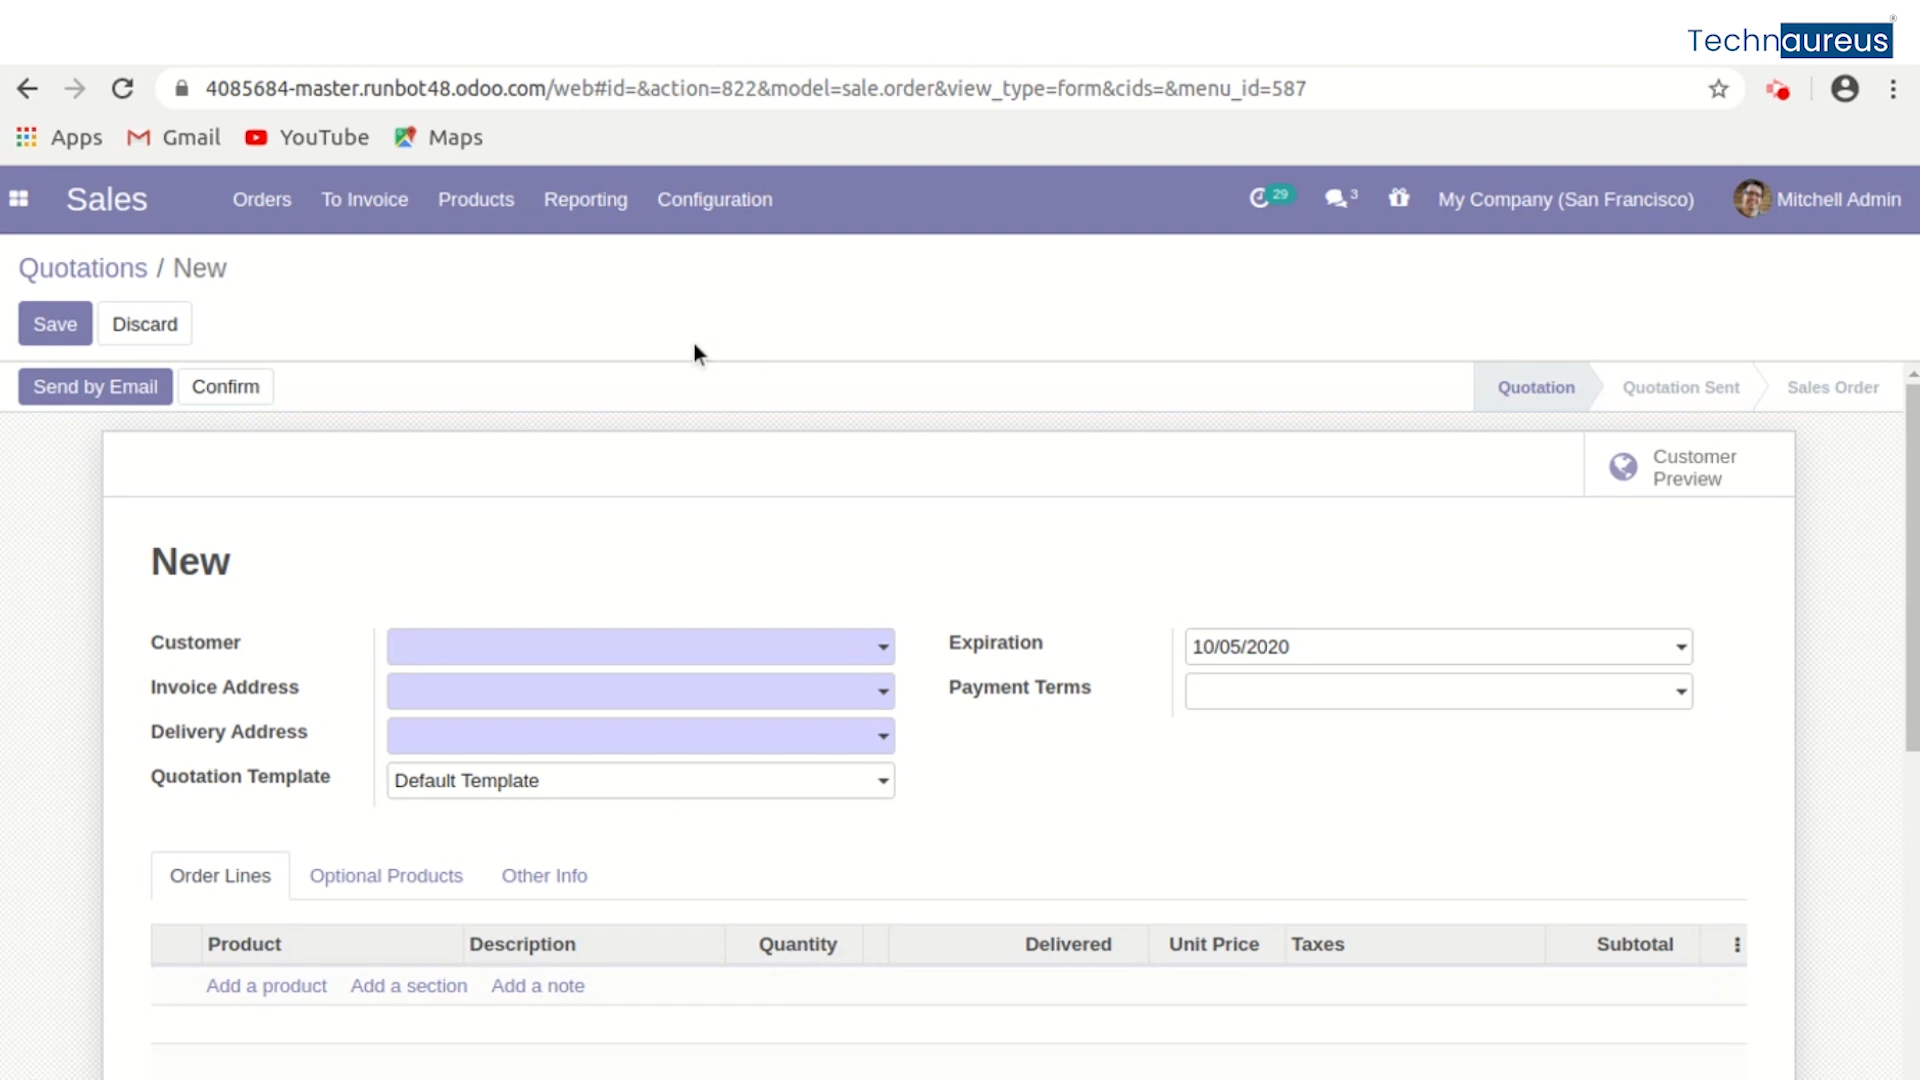 Technaureus®
4085684-master.runbot48.odoo.com/web#id=&action=822&model=sale.order&view_type=form&cids=&menu_id=587
Apps Gmail YouTube Maps
Sales Orders To Invoice Products Reporting Configuration 29 3 My Company (San Francisco) Mitchell Admin
Quotations / New
Save Discard
Send by Email Confirm Quotation Quotation Sent Sales Order
Customer
Preview
New
Customer Expiration 10/05/2020
Invoice Address Payment Terms
Delivery Address
Quotation Template Default Template
Order Lines Optional Products Other Info
Product Description Quantity Delivered Unit Price Taxes Subtotal
Add a product Add a section Add a note